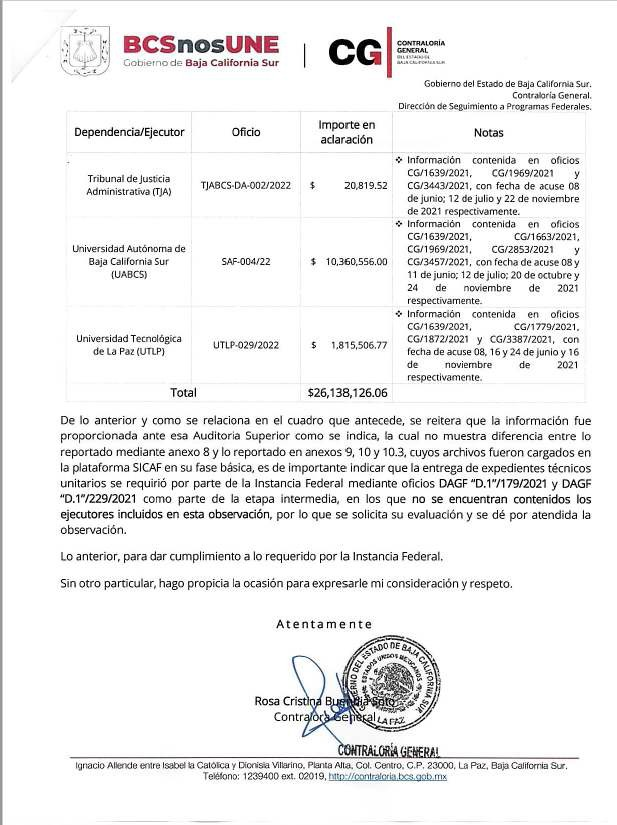 BCSnosUNE
Gobierno de Baja California Sur
CG
CONTRALORÍA
GENERAL
DEL ESTADO DE
BAJA CALIFORNIA SUR
Gobierno del Estado de Baja California Sur.
Contraloría General.
Dirección de Seguimiento a Programas Federales.
Dependencia/Ejecutor
Oficio
Importe en
aclaración
Notas
Tribunal de Justicia
Administrativa (TJA)
TJABCS-DA-002/2022
$ 20,819.52
❖ Información contenida en oficios
CG/1639/2021, CG/1969/2021 y
CG/3443/2021, con fecha de acuse 08
de junio; 12 de julio y 22 de noviembre
de 2021 respectivamente.
Universidad Autónoma de
Baja California Sur
(UABCS)
SAF-004/22
$ 10,360,556.00
❖ Información contenida en oficios
CG/1639/2021, CG/1663/2021,
CG/1969/2021, CG/2853/2021 y
CG/3457/2021, con fecha de acuse 08 y
11 de junio; 12 de julio; 20 de octubre y
24 de noviembre de 2021
respectivamente.
Universidad Tecnológica
de La Paz (UTLP)
UTLP-029/2022
$ 1,815,506.77
❖ Información contenida en oficios
CG/1639/2021, CG/1779/2021,
CG/1872/2021 y CG/3387/2021, con
fecha de acuse 08, 16 y 24 de junio y 16
de noviembre de 2021
respectivamente.
Total
$26,138,126.06
De lo anterior y como se relaciona en el cuadro que antecede, se reitera que la información fue
proporcionada ante esa Auditoria Superior como se indica, la cual no muestra diferencia entre lo
reportado mediante anexo 8 y lo reportado en anexos 9, 10 y 10.3, cuyos archivos fueron cargados en
la plataforma SICAF en su fase básica, es de importante indicar que la entrega de expedientes técnicos
unitarios se requirió por parte de la Instancia Federal mediante oficios DAGF “D.1”/179/2021 y DAGF
“D.1”/229/2021 como parte de la etapa intermedia, en los que no se encuentran contenidos los
ejecutores incluidos en esta observación, por lo que se solicita su evaluación y se dé por atendida la
observación.
Lo anterior, para dar cumplimiento a lo requerido por la Instancia Federal.
Sin otro particular, hago propicia la ocasión para expresarle mi consideración y respeto.
Atentamente
GOBIERNO DEL ESTADO DE BAJA CALIFORNIA SUR.
ESTADOS UNIDOS MEXICANOS
LA PAZ
Rosa Cristina Buendía Soto
Contralora General
CONTRALORÍA GENERAL
Ignacio Allende entre Isabel la Católica y Dionisia Villarino, Planta Alta, Col. Centro, C.P. 23000, La Paz, Baja California Sur.
Teléfono: 1239400 ext. 02019, http://contraloria.bcs.gob.mx